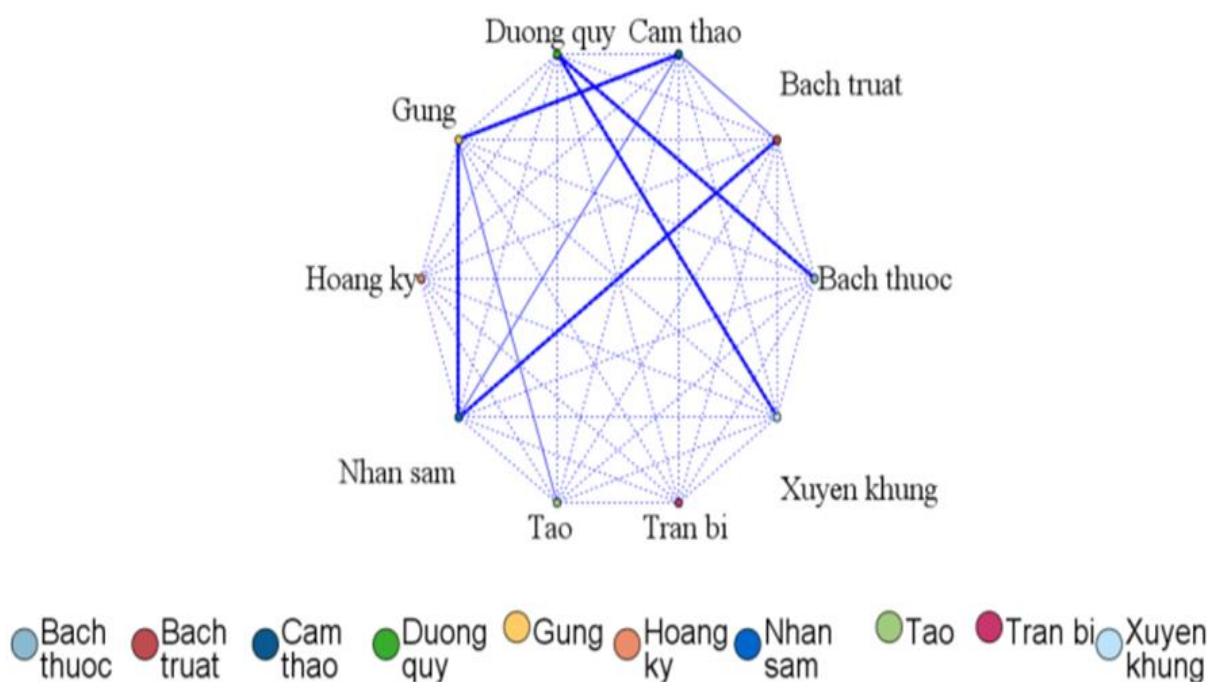 Duong quy Cam thao
Bach truat
Gung
Hoang ky
Bach thuoc
Nhan sam
Xuyen khung
Tao
Tran bi
Bach
thuoc
Bach
truat
Cam
thao
Duong
quy
Gung
Hoang
ky
Nhan
sam
Tao
Tran bi
Xuyen
khung